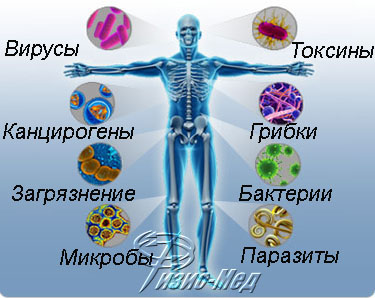 Вирусы
Токсины
Канцирогены
Грибки
Загрязнение
Бактерии
Микробы
Паразиты
Физио-Мед